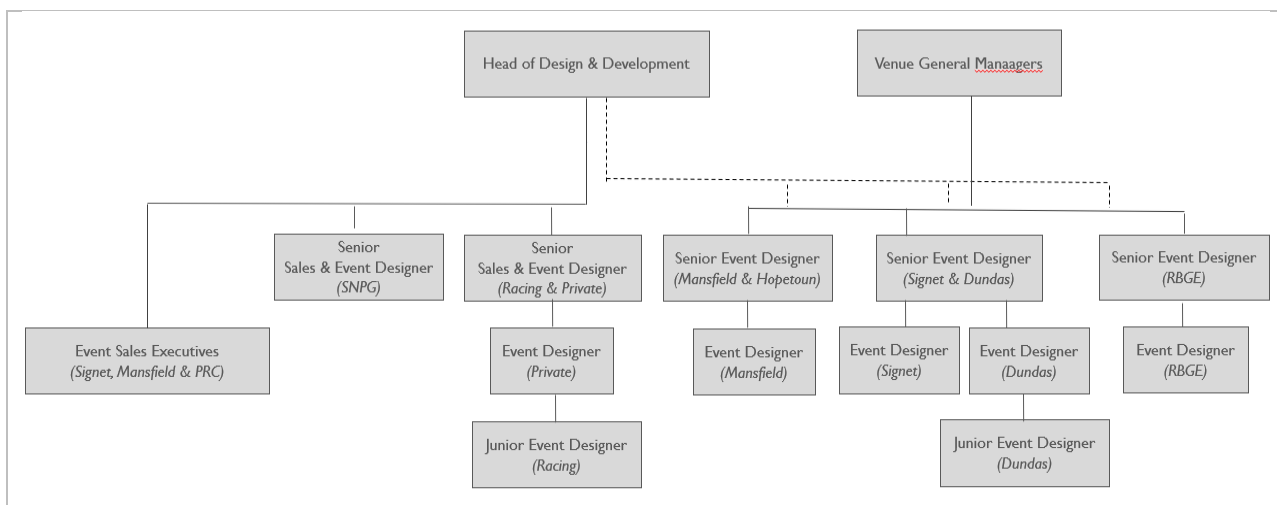 Head of Design & Development
Venue General Manaagers
Senior
Sales & Event Designer
(SNPG)
Senior
Sales & Event Designer
(Racing & Private)
Senior Event Designer
(Mansfield & Hopetoun)
Senior Event Designer
(Signet & Dundas)
Senior Event Designer
(RBGE)
Event Sales Executives
(Signet, Mansfield & PRC)
Event Designer
(Private)
Event Designer
(Mansfield)
Event Designer
(Signet)
Event Designer
(Dundas)
Event Designer
(RBGE)
Junior Event Designer
(Racing)
Junior Event Designer
(Dundas)